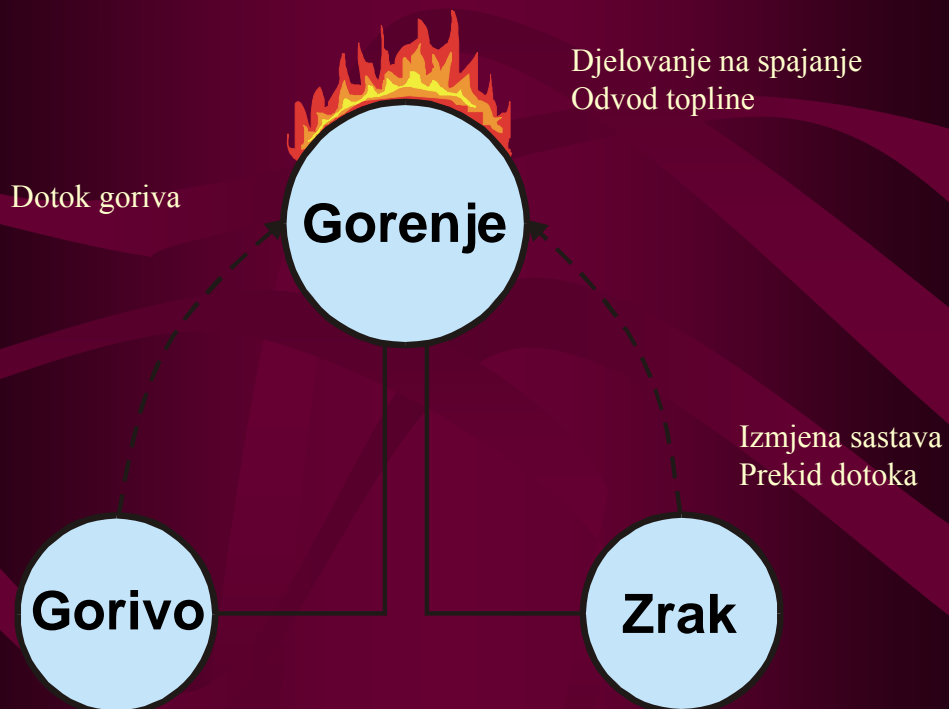 Djelovanje na spajanje
Odvod topline
Dotok goriva
Gorenje
Izmjena sastava
Prekid dotoka
Gorivo
Zrak